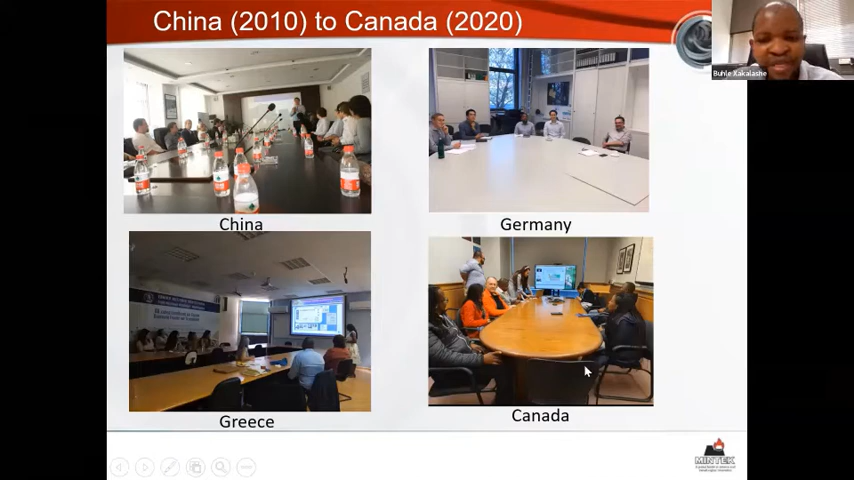 China (2010) to Canada (2020)
Buhle Xakalashe
China
Germany
Greece
Canada
MINTEK